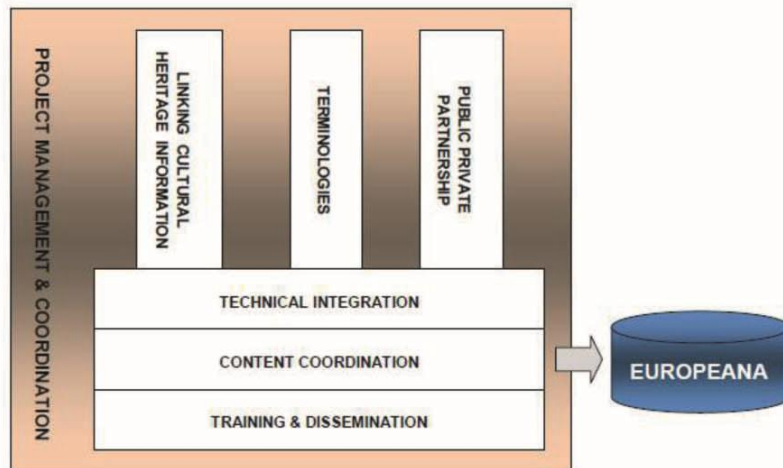 PROJECT MANAGEMENT & COORDINATION
LINKING CULTURAL
HERITAGE INFORMATION
TERMINOLOGIES
PUBLIC PRIVATE
PARTNERSHIP
TECHNICAL INTEGRATION
CONTENT COORDINATION
TRAINING & DISSEMINATION
EUROPEANA